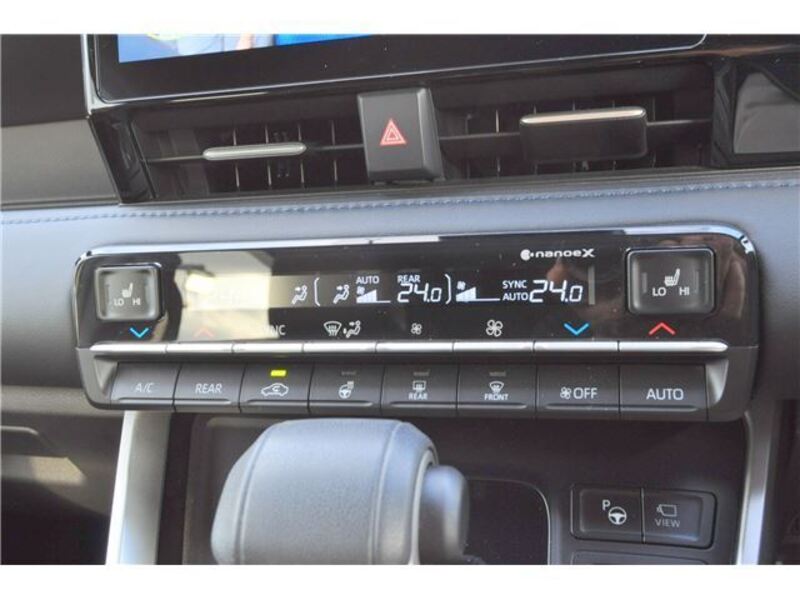 nanoeX
LO HI
AUTO REAR 24.0 SYNC AUTO 24.0
LO HI
A/C REAR REAR FRONT OFF AUTO
P VIEW